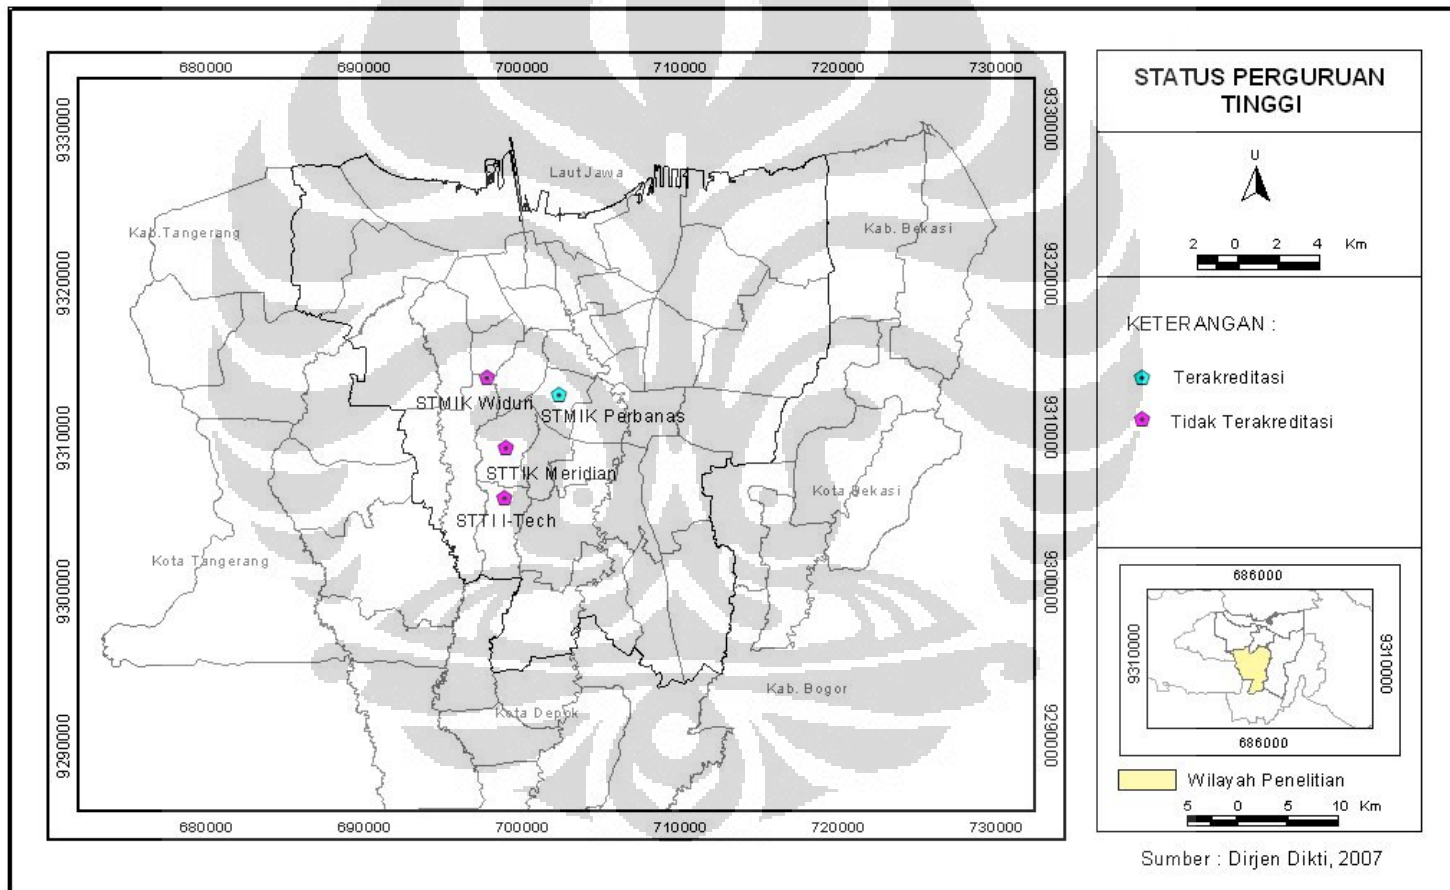 680000 690000 700000 710000 720000 730000
9330000
9320000
9310000
9300000
9290000
9330000
9320000
9310000
9300000
9290000
680000 690000 700000 710000 720000 730000
Laut Jawa
Kab. Tangerang
Kab. Bekasi
STMIK Widuri
STMIK Perbanas
STTIK Meridian
STTI I-Tech
Kota Bekasi
Kota Tangerang
Kab. Bogor
Kota Depok
STATUS PERGURUAN
TINGGI
U
2 0 2 4 Km
KETERANGAN :
Terakreditasi
Tidak Terakreditasi
686000
9310000
9310000
686000
Wilayah Penelitian
5 0 5 10 Km
Sumber : Dirjen Dikti, 2007